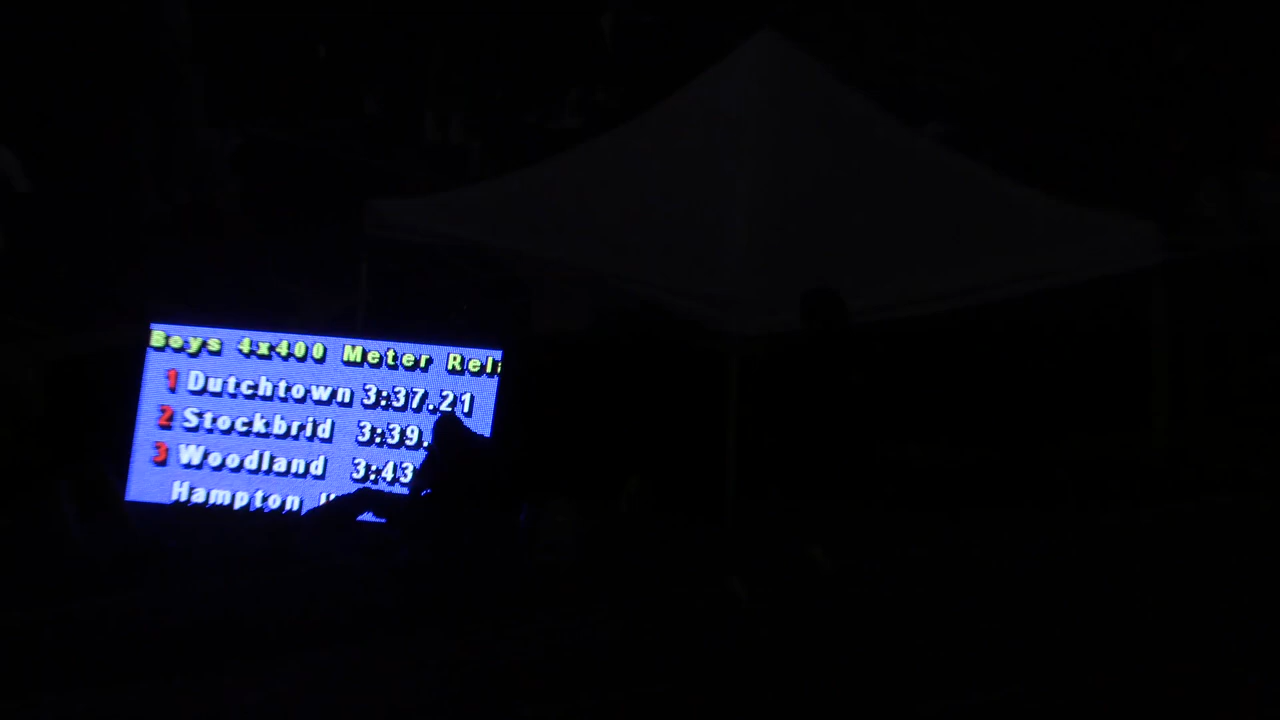 Boys 4x400 Meter Rel
1 Dutchtown 3:37.21
2 Stockbrid 3:39.
3 Woodland 3:43
Hampton